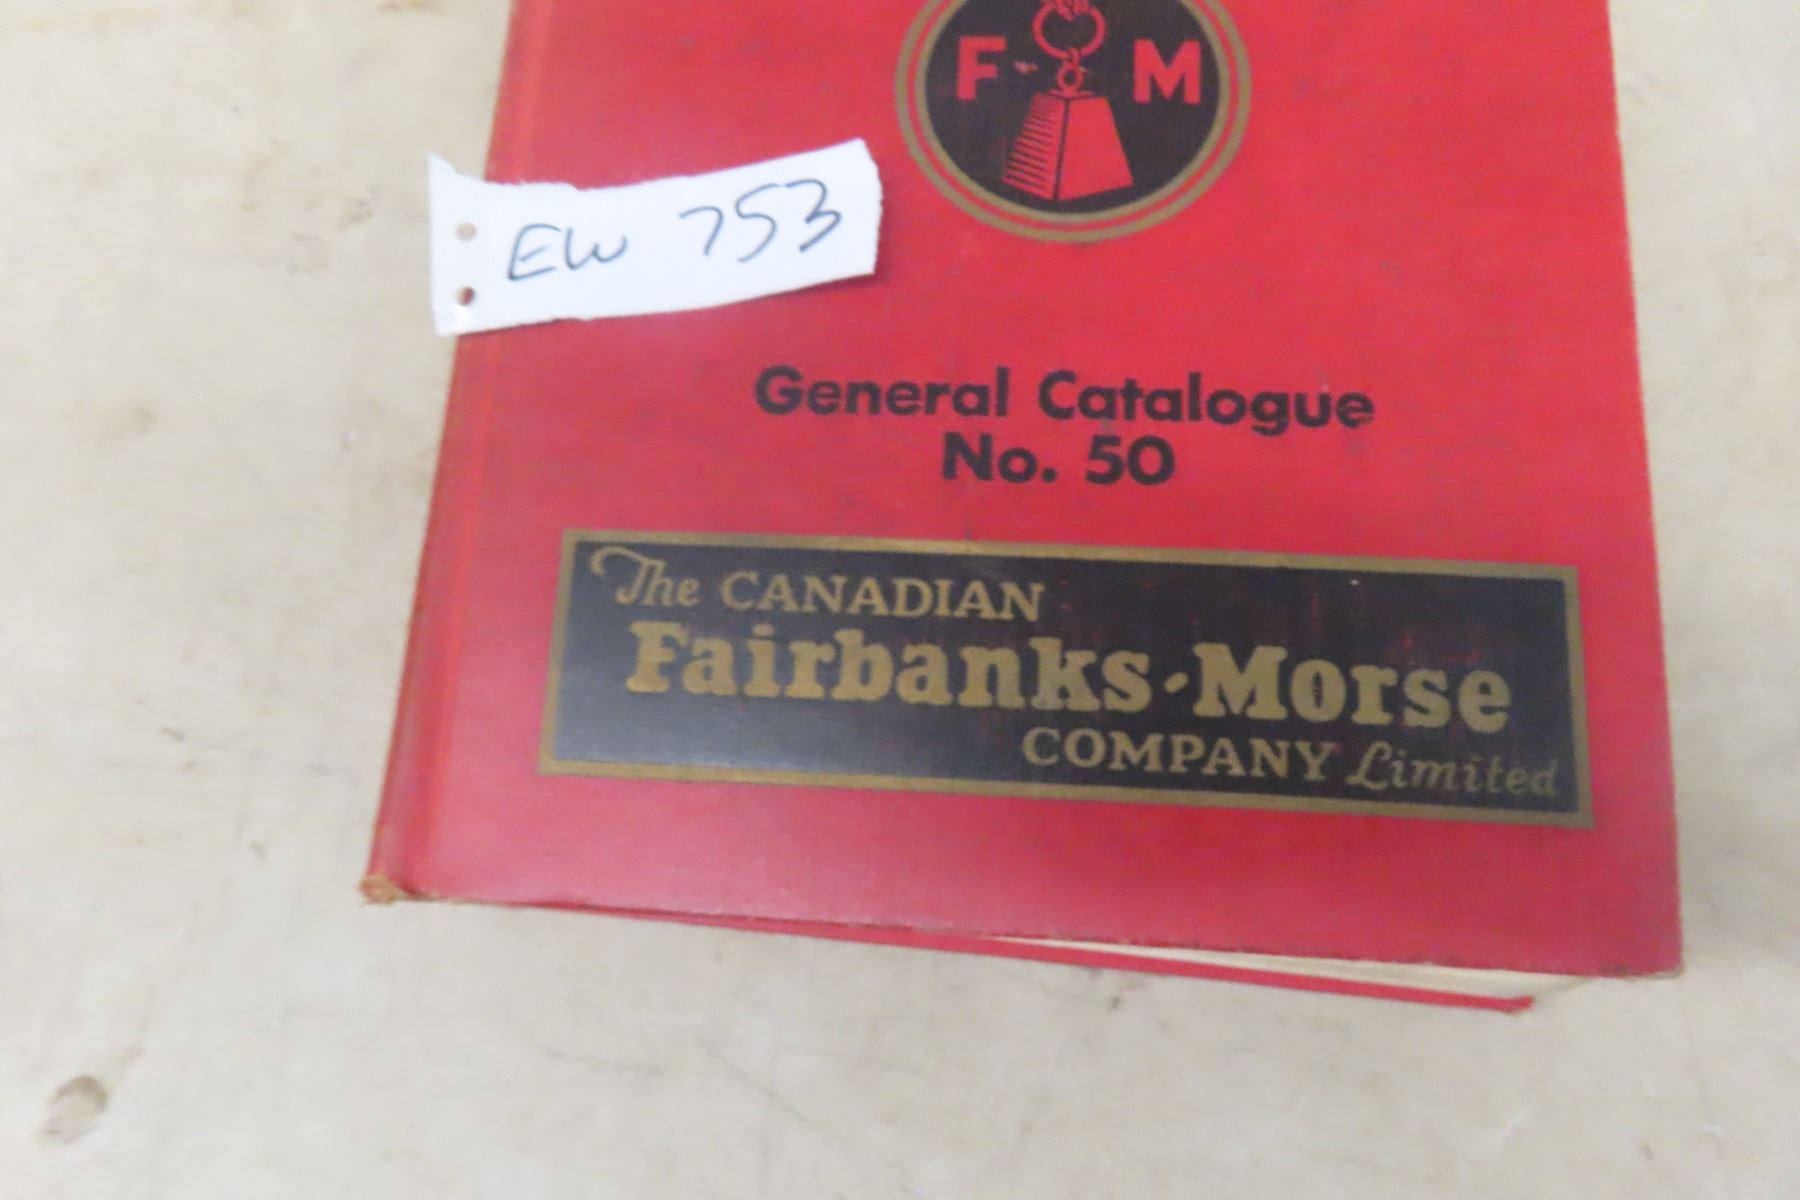 F M
EW 753
General Catalogue
No. 50
The CANADIAN
Fairbanks-Morse
COMPANY Limited